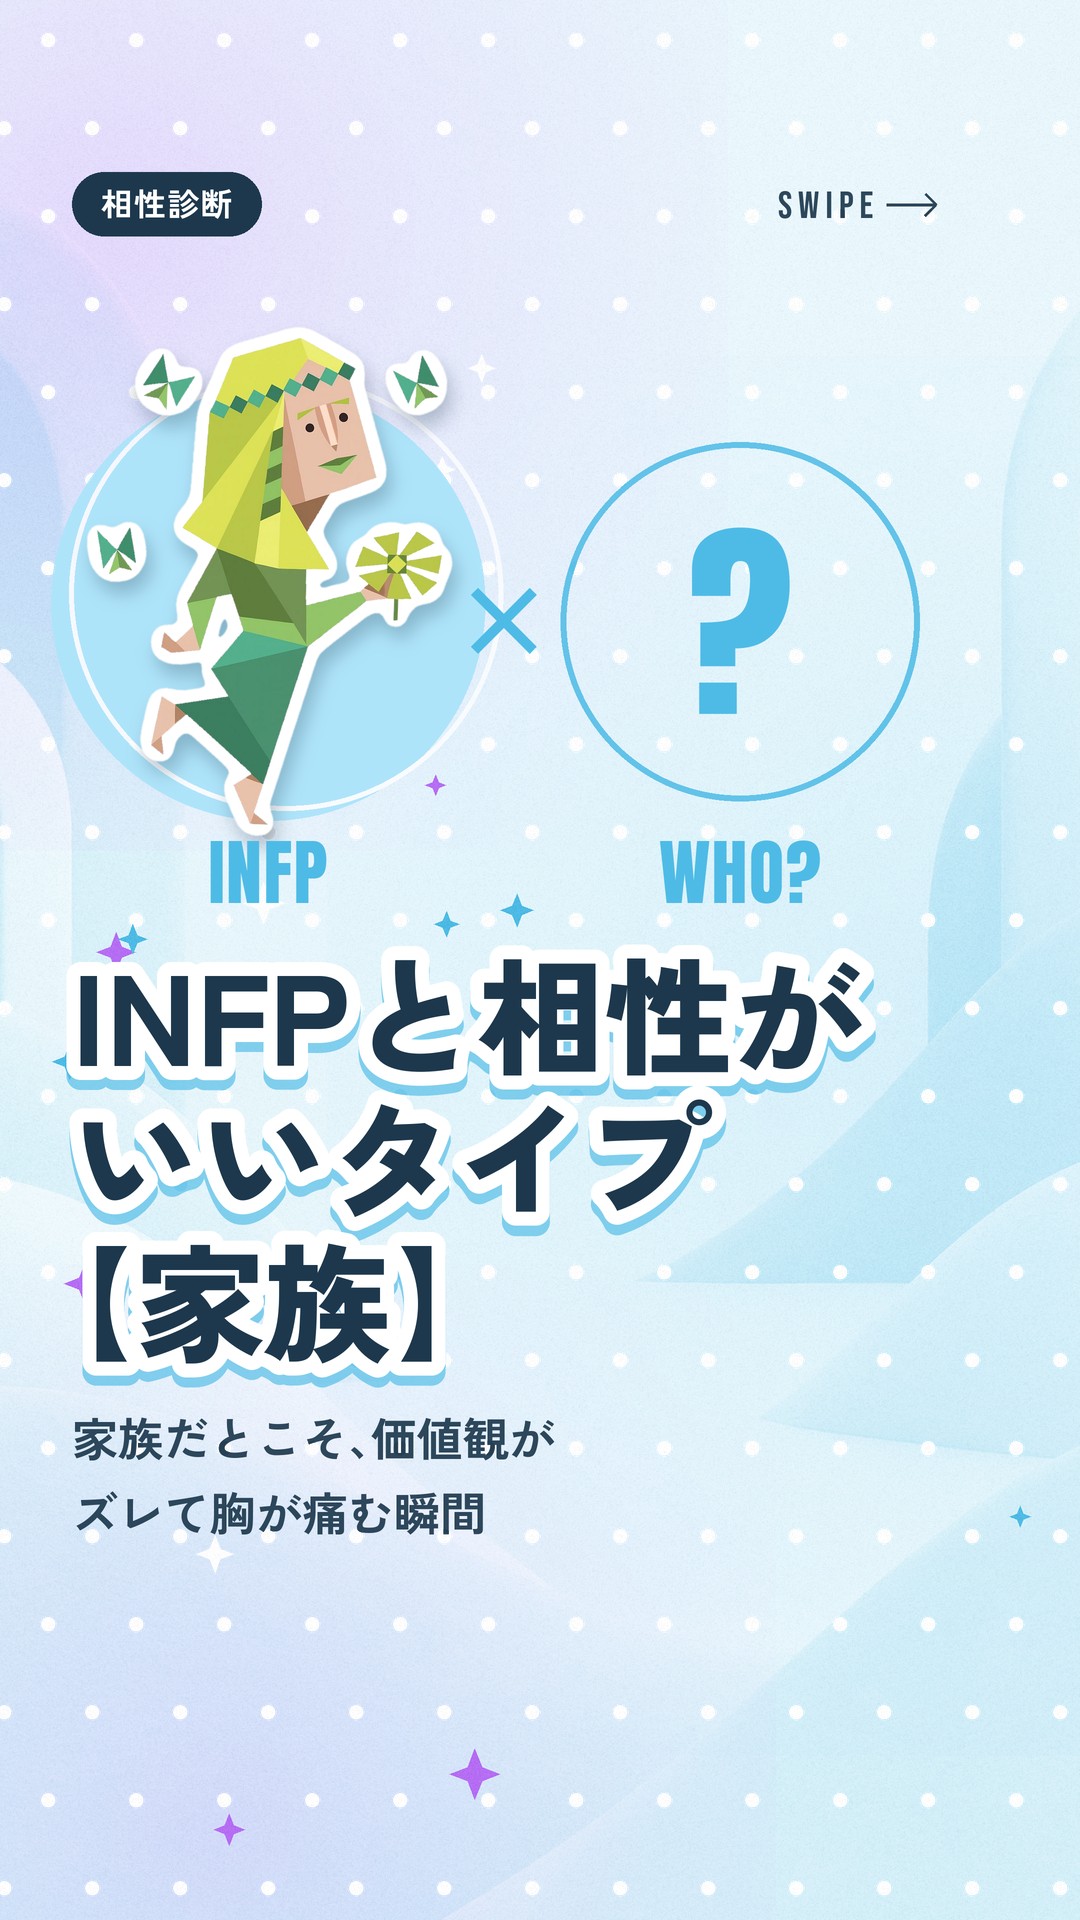 相性診断
SWIPE →
×
?
INFP
WHO?
INFPと相性が
いいタイプ
【家族】
家族だとこそ、価値観が
ズレて胸が痛む瞬間